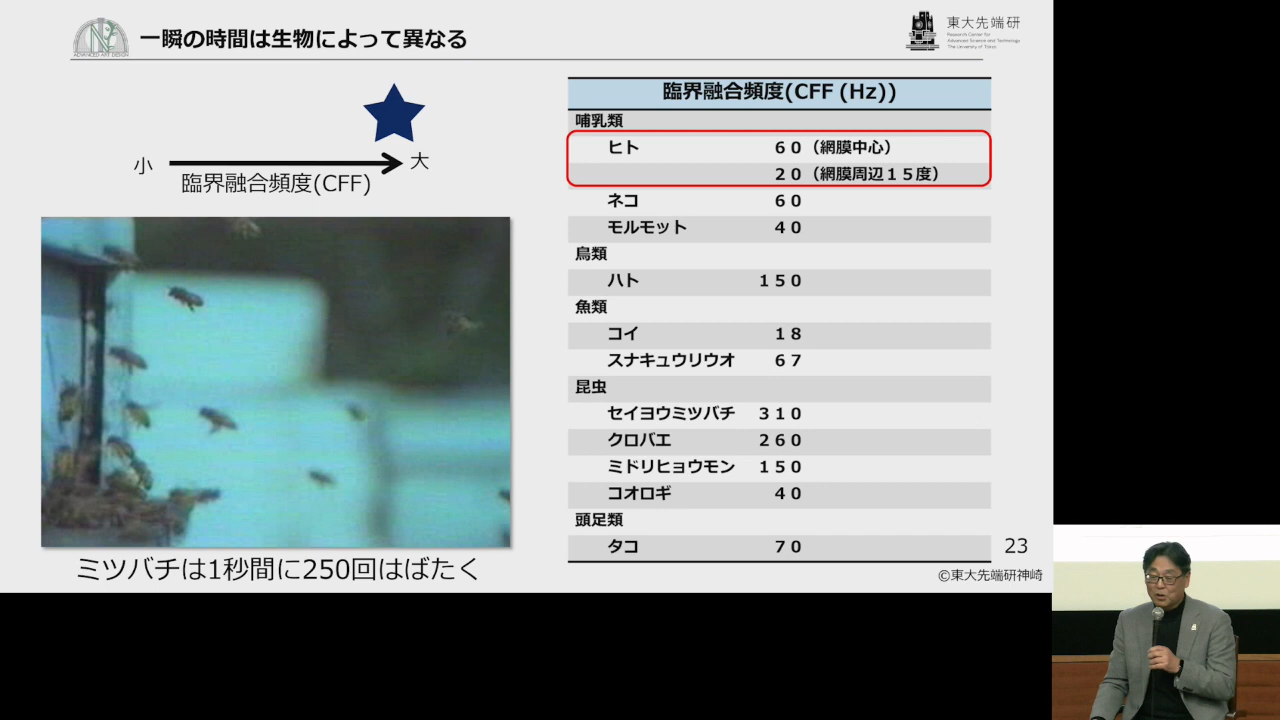 一瞬の時間は生物によって異なる
ADVANCED ART DESIGN
東大先端研
Research Center for
Advanced Science and Technology
The University of Tokyo
小
大
臨界融合頻度(CFF)
ミツバチは1秒間に250回はばたく
臨界融合頻度(CFF (Hz))
哺乳類
ヒト ６０（網膜中心）
２０（網膜周辺１５度）
ネコ ６０
モルモット ４０
鳥類
ハト １５０
魚類
コイ １８
スナキュウリウオ ６７
昆虫
セイヨウミツバチ ３１０
クロバエ ２６０
ミドリヒョウモン １５０
コオロギ ４０
頭足類
タコ ７０
23
©東大先端研神崎